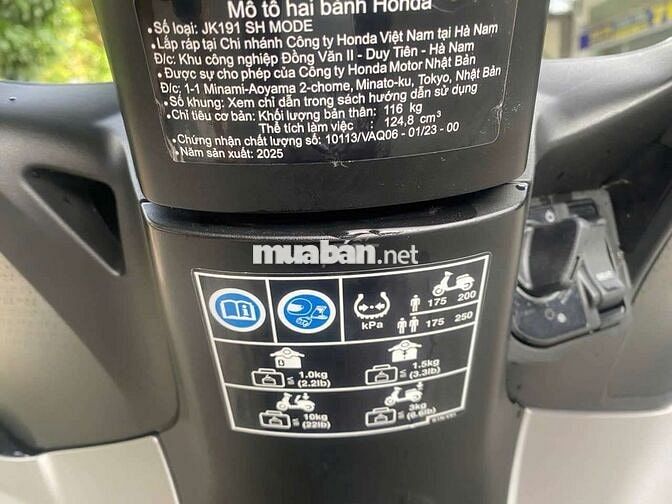 Mô tô hai bánh Honda
•Số loại: JK191 SH MODE
•Lắp ráp tại Chi nhánh Công ty Honda Việt Nam tại Hà Nam
Đ/c: Khu công nghiệp Đồng Văn II - Duy Tiên - Hà Nam
•Được sự cho phép của Công ty Honda Motor Nhật Bản
Đ/c: 1-1 Minami-Aoyama 2-chome, Minato-ku, Tokyo, Nhật Bản
•Số khung: Xem chỉ dẫn trong sách hướng dẫn sử dụng
•Chỉ tiêu cơ bản: Khối lượng bản thân: 116 kg
Thể tích làm việc : 124,8 cm³
•Chứng nhận chất lượng số: 10113/VAQ06 - 01/23 - 00
•Năm sản xuất: 2025
muaban.net
kPa
175 200
175 250
≤ 1.0kg
(2.2lb)
≤ 1.5kg
(3.3lb)
≤ 10kg
(22lb)
≤ 3kg
(6.6lb)